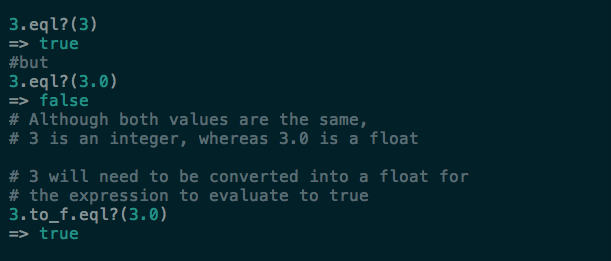 3.eql?(3)
=> true
#but
3.eql?(3.0)
=> false
# Although both values are the same,
# 3 is an integer, whereas 3.0 is a float
# 3 will need to be converted into a float for
# the expression to evaluate to true
3.to_f.eql?(3.0)
=> true